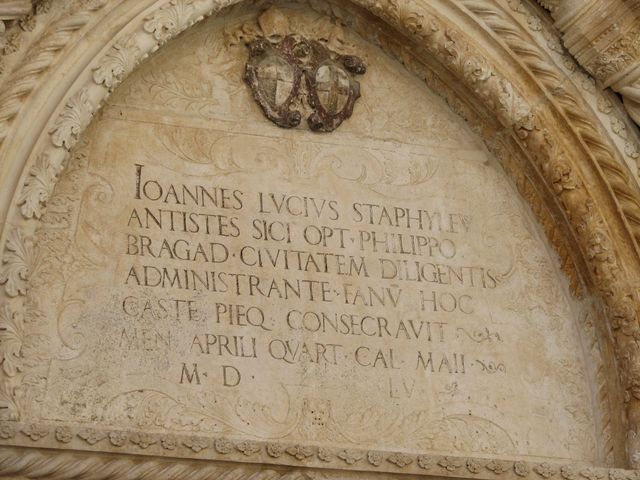 IOANNES LVCIVS STAPHYLEV
ANTISTES SICI OPT · PHILIPPO
BRAGAD · CIVITATEM DILIGENTIS
ADMINISTRANTE · FANV̄ HOC
CASTE PIEQ · CONSECRAVIT
MEN APRILI QVART · CAL · MAII ·
M · D · LV